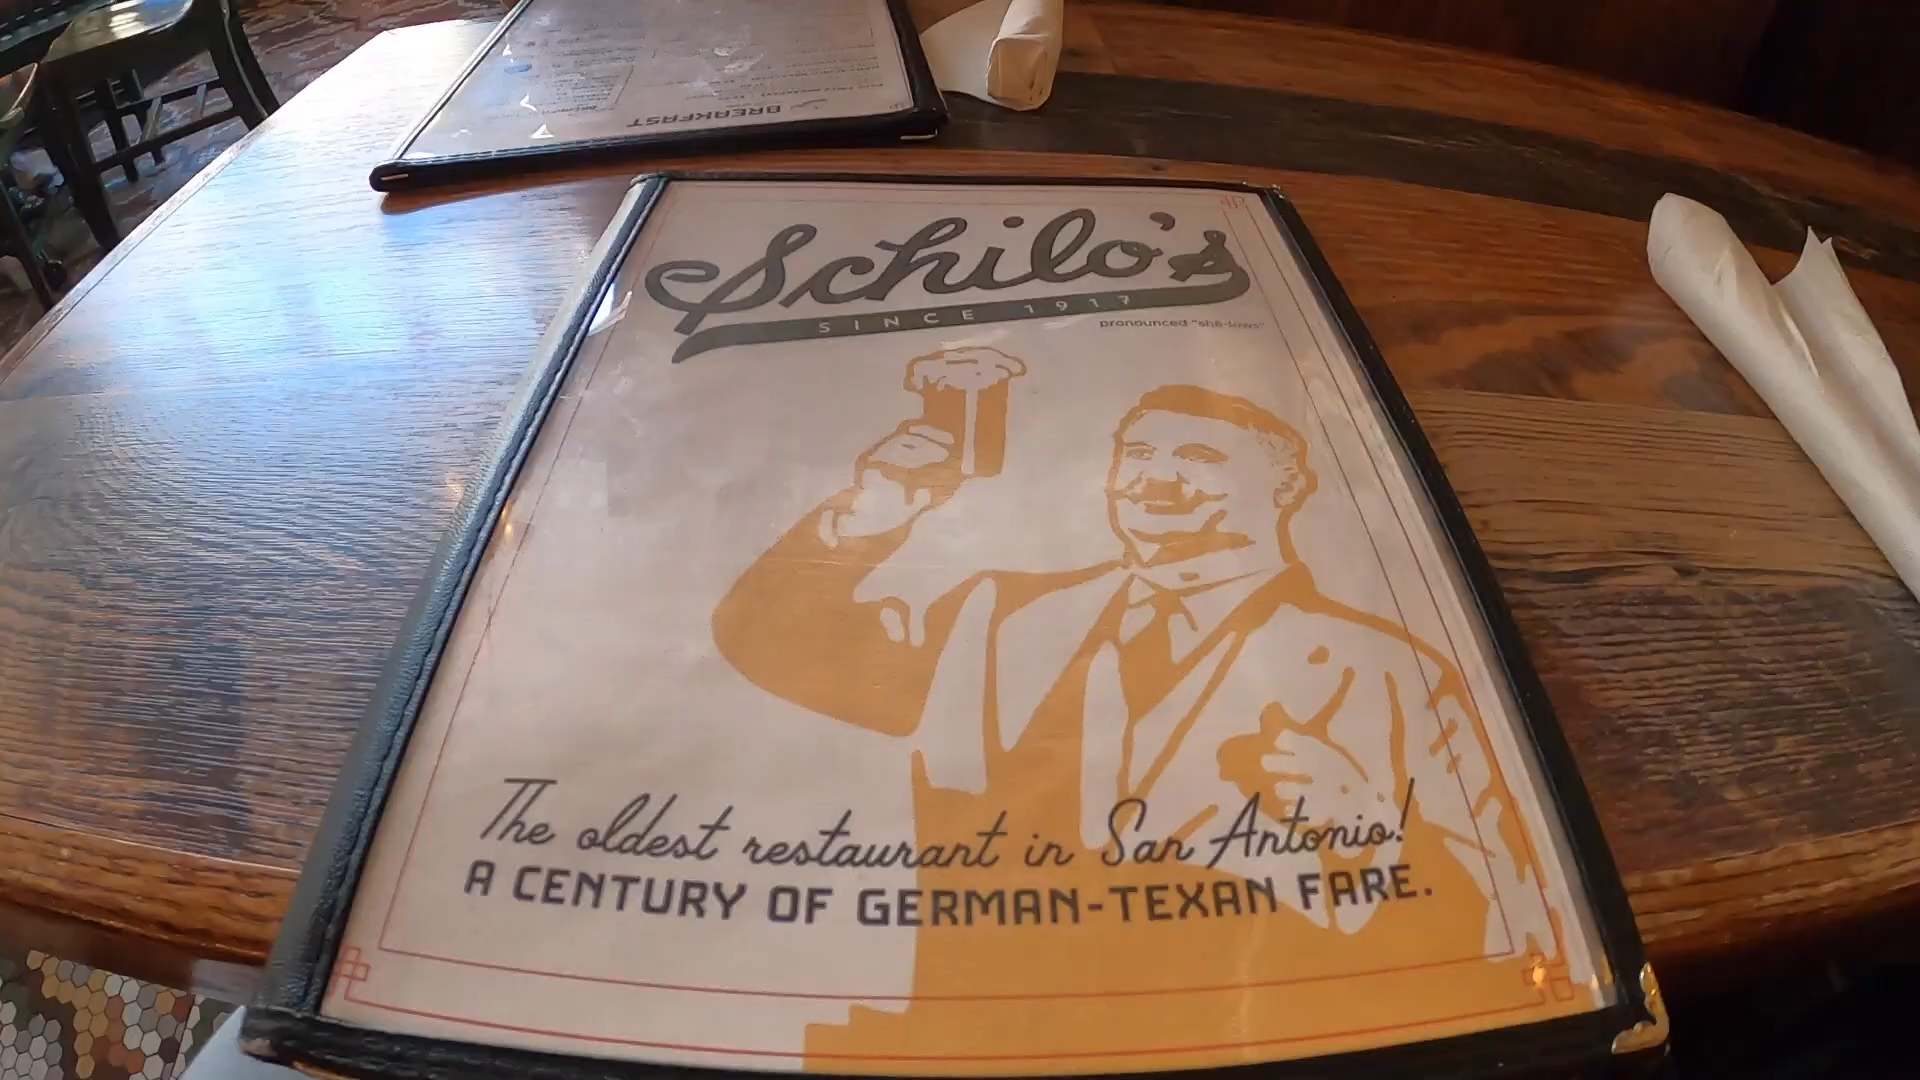 BREAKFAST
Schilo's
SINCE 1917
pronounced "shē-lows"
The oldest restaurant in San Antonio!
A CENTURY OF GERMAN-TEXAN FARE.